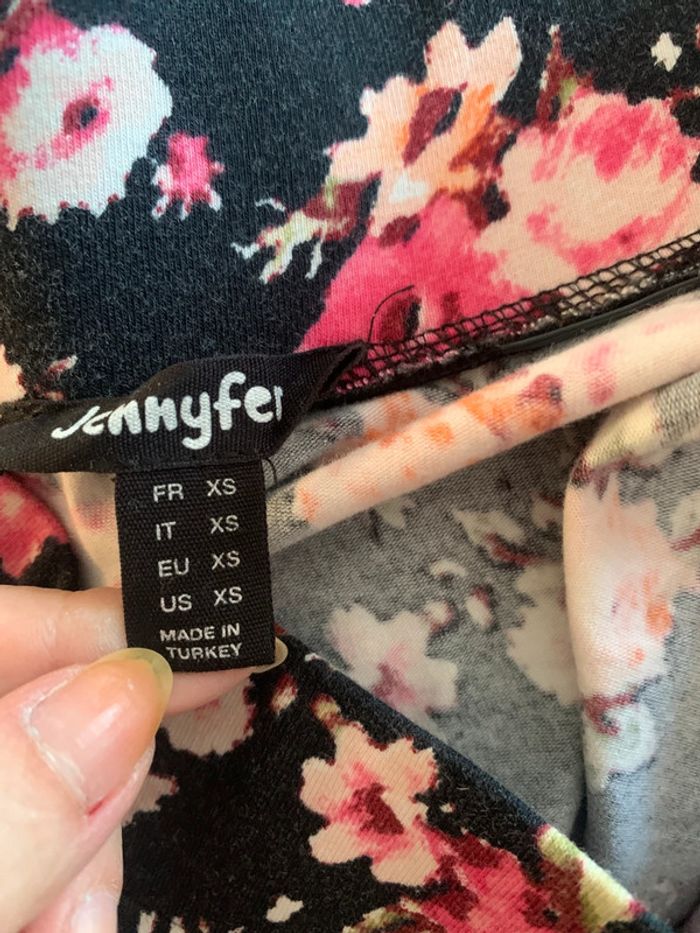 Jennyfer
FR XS
IT XS
EU XS
US XS
MADE IN
TURKEY